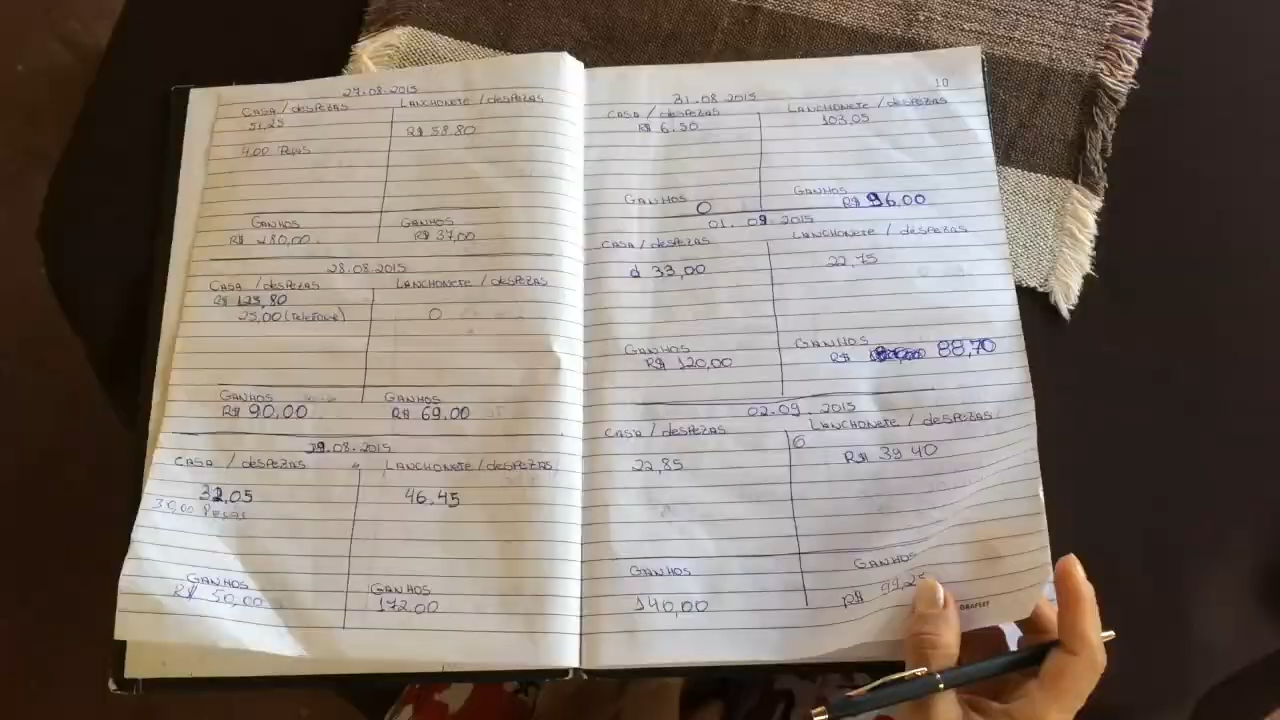 27.08.2015
CASA / despezas LANCHONETE / despezas
51,25 R$ 58,80
400
GANHOS GANHOS
R$ 180,00 R$ 37,00
28.08.2015
CASA / despezas LANCHONETE / despezas
R$ 123,80 0
25,00 (Telefone)
GANHOS GANHOS
R$ 90,00 R$ 69.00
29.08.2015
CASA / despezas LANCHONETE / despezas
32,05 46,45
30,00
GANHOS GANHOS
R$ 50,00 172.00
10
31.08.2015
CASA / despezas LANCHONETE / despezas
R$ 6.50 103,05
GANHOS GANHOS
0 R$ 96,00
01.09.2015
CASA / despezas LANCHONETE / despezas
33,00 22,75
GANHOS GANHOS
R$ 120,00 R$ 88,70
02.09.2015
CASA / despezas LANCHONETE / despezas
22,85 R$ 39 40
GANHOS GANHOS
140,00 R$